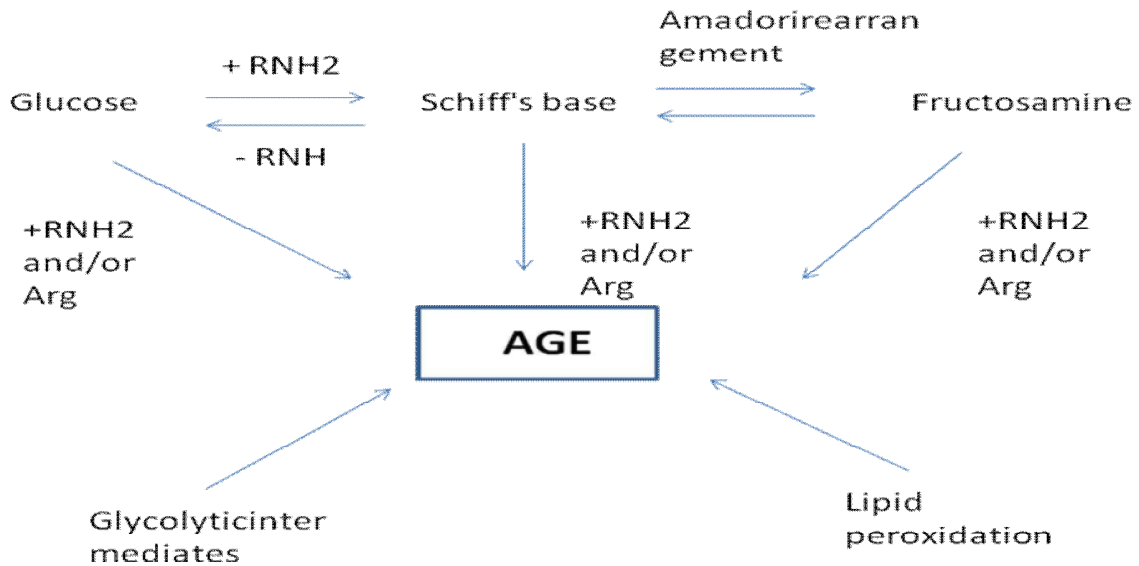 Amadorirearran
gement
+ RNH2
Glucose
Schiff's base
Fructosamine
- RNH
+RNH2
and/or
Arg
+RNH2
and/or
Arg
+RNH2
and/or
Arg
AGE
Glycolyticinter
mediates
Lipid
peroxidation